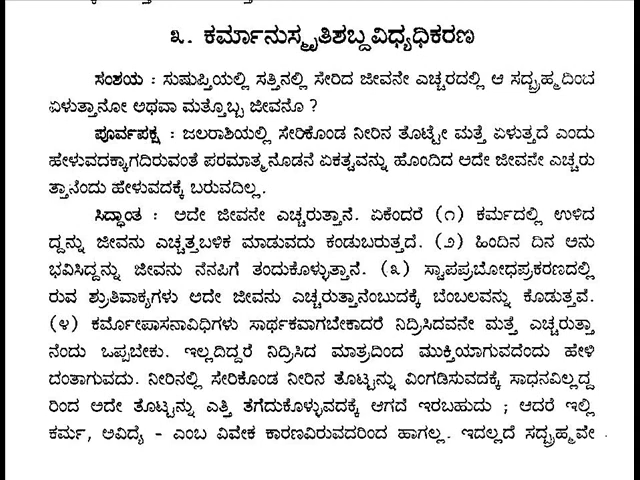 ೩. ಕರ್ಮಾನುಸ್ಮೃತಿಶಬ್ದವಿಧ್ಯಧಿಕರಣ
ಸಂಶಯ : ಸುಷುಪ್ತಿಯಲ್ಲಿ ಸತ್ತಿನಲ್ಲಿ ಸೇರಿದ ಜೀವನೇ ಎಚ್ಚರದಲ್ಲಿ ಆ ಸದ್ಬ್ರಹ್ಮದಿಂದ
ಏಳುತ್ತಾನೋ ಅಥವಾ ಮತ್ತೊಬ್ಬ ಜೀವನೊ ?
ಪೂರ್ವಪಕ್ಷ : ಜಲರಾಶಿಯಲ್ಲಿ ಸೇರಿಕೊಂಡ ನೀರಿನ ತೊಟ್ಟೇ ಮತ್ತೆ ಏಳುತ್ತದೆ ಎಂದು
ಹೇಳುವದಕ್ಕಾಗದಿರುವಂತೆ ಪರಮಾತ್ಮನೊಡನೆ ಏಕತ್ವವನ್ನು ಹೊಂದಿದ ಅದೇ ಜೀವನೇ ಎಚ್ಚರು
ತ್ತಾನೆಂದು ಹೇಳುವದಕ್ಕೆ ಬರುವದಿಲ್ಲ.
ಸಿದ್ಧಾಂತ : ಅದೇ ಜೀವನೇ ಎಚ್ಚರುತ್ತಾನೆ. ಏಕೆಂದರೆ (೧) ಕರ್ಮದಲ್ಲಿ ಉಳಿದ
ದ್ದನ್ನು ಜೀವನು ಎಚ್ಚತ್ತಬಳಿಕ ಮಾಡುವದು ಕಂಡುಬರುತ್ತದೆ. (೨) ಹಿಂದಿನ ದಿನ ಅನು
ಭವಿಸಿದ್ದನ್ನು ಜೀವನು ನೆನಪಿಗೆ ತಂದುಕೊಳ್ಳುತ್ತಾನೆ. (೩) ಸ್ವಾಪಪ್ರಬೋಧಪ್ರಕರಣದಲ್ಲಿ
ರುವ ಶ್ರುತಿವಾಕ್ಯಗಳು ಅದೇ ಜೀವನು ಎಚ್ಚರುತ್ತಾನೆಂಬುದಕ್ಕೆ ಬೆಂಬಲವನ್ನು ಕೊಡುತ್ತವೆ.
(೪) ಕರ್ಮೋಪಾಸನಾವಿಧಿಗಳು ಸಾರ್ಥಕವಾಗಬೇಕಾದರೆ ನಿದ್ರಿಸಿದವನೇ ಮತ್ತೆ ಎಚ್ಚರುತ್ತಾ
ನೆಂದು ಒಪ್ಪಬೇಕು. ಇಲ್ಲದಿದ್ದರೆ ನಿದ್ರಿಸಿದ ಮಾತ್ರದಿಂದ ಮುಕ್ತಿಯಾಗುವದೆಂದು ಹೇಳಿ
ದಂತಾಗುವದು. ನೀರಿನಲ್ಲಿ ಸೇರಿಕೊಂಡ ನೀರಿನ ತೊಟ್ಟನ್ನು ವಿಂಗಡಿಸುವದಕ್ಕೆ ಸಾಧನವಿಲ್ಲದ್ದ
ರಿಂದ ಅದೇ ತೊಟ್ಟನ್ನು ಎತ್ತಿ ತೆಗೆದುಕೊಳ್ಳುವದಕ್ಕೆ ಆಗದೆ ಇರಬಹುದು ; ಆದರೆ ಇಲ್ಲಿ
ಕರ್ಮ, ಅವಿದ್ಯೆ - ಎಂಬ ವಿವೇಕ ಕಾರಣವಿರುವದರಿಂದ ಹಾಗಲ್ಲ. ಇದಲ್ಲದೆ ಸದ್ಬ್ರಹ್ಮವೇ